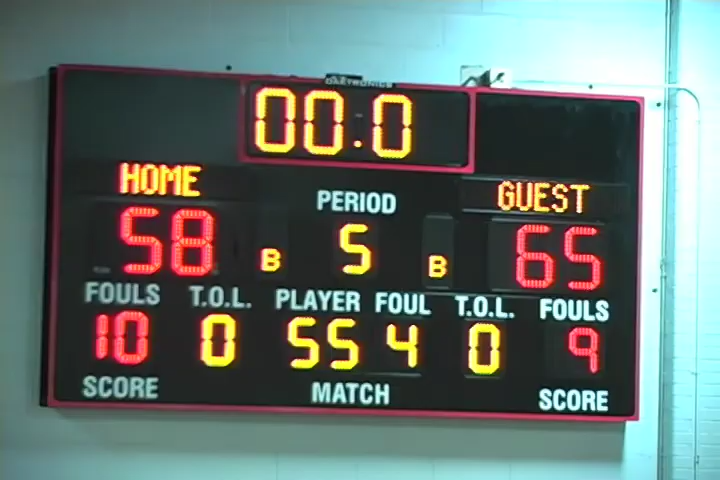 DAKTRONICS
00.0
HOME PERIOD GUEST
58 B 5 B 65
FOULS T.O.L. PLAYER FOUL T.O.L. FOULS
10 0 55 4 0 9
SCORE MATCH SCORE